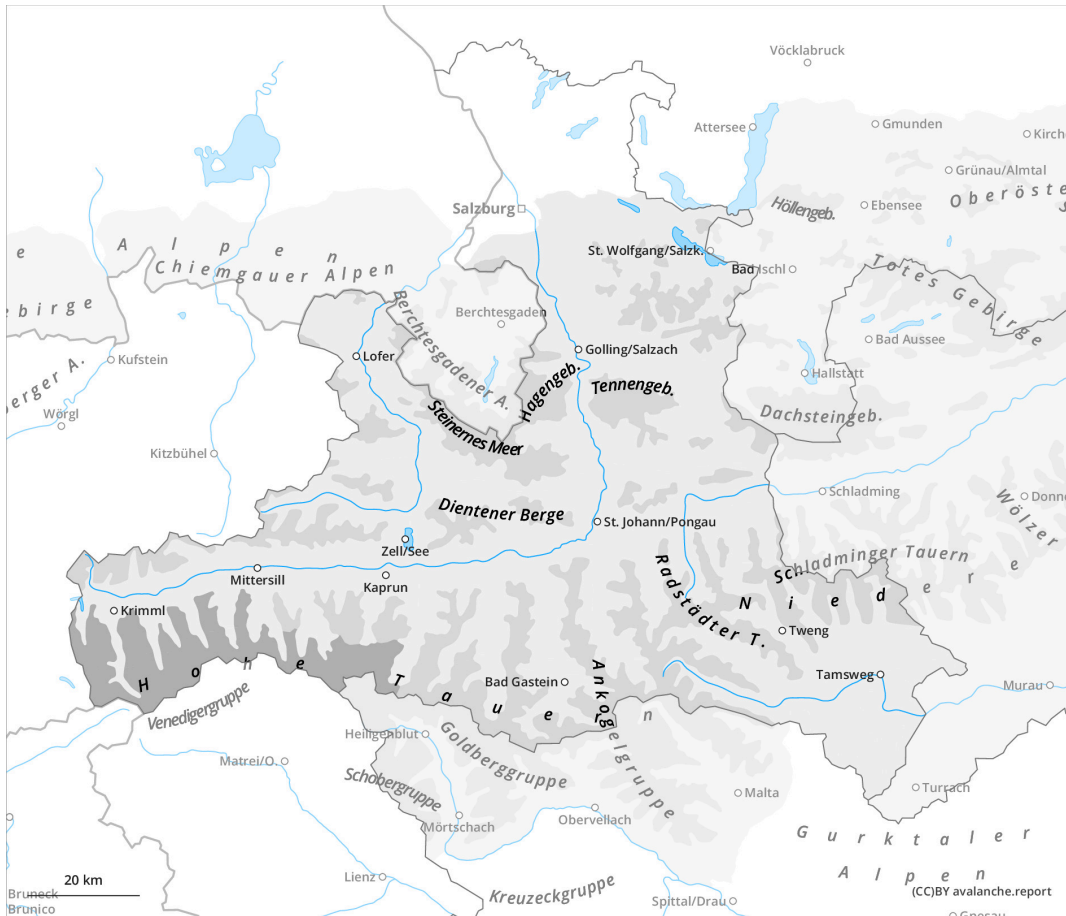 Vöcklabruck
Attersee
Gmunden
Kirch
Grünau/Almtal
Salzburg
Höllengeb.
Ebensee
Oberöste
Alpen
Chiemgauer Alpen
St. Wolfgang/Salzk.
Bad Ischl
Totes Gebirge
ebirge
Berchtesgadener A.
Berchtesgaden
Kufstein
Lofer
Golling/Salzach
Bad Aussee
Hallstatt
erger A.
Hagengeb.
Tennengeb.
Wörgl
Steinernes Meer
Dachsteingeb.
Kitzbühel
Schladming
Donne
Wölzer
Dientener Berge
St. Johann/Pongau
Zell/See
Schladminger Tauern
Mittersill
Kaprun
Krimml
Radstädter T.
Niedere
Tweng
Hohe Tauern
Bad Gastein
Ankogelgruppe
Tamsweg
Murau
Venedigergruppe
Heiligenblut
Goldberggruppe
Matrei/O.
Schobergruppe
Malta
Turrach
Mörtschach
Obervellach
Gurktaler
Alpen
20 km
Lienz
Kreuzeckgruppe
Bruneck
Brunico
Spittal/Drau
(CC)BY avalanche.report